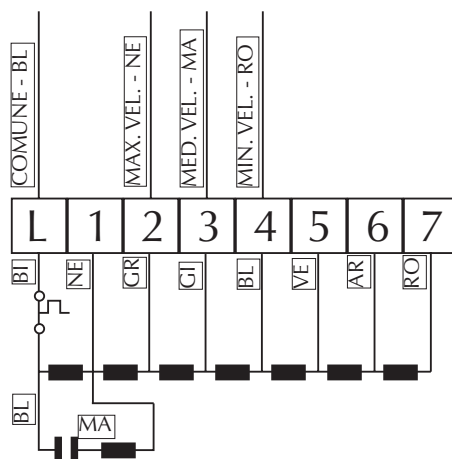 COMUNE - BL
MAX. VEL. - NE
MED. VEL. - MA
MIN. VEL. - RO
L 1 2 3 4 5 6 7
BI NE GR GI BL VE AR RO
BL
MA